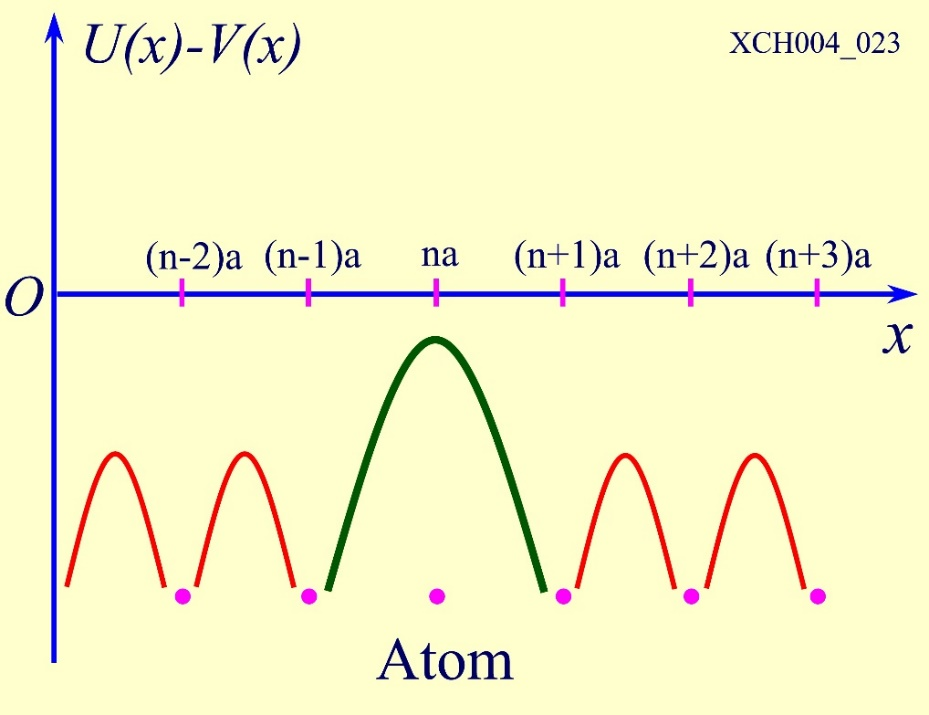 U(x)-V(x)
XCH004_023
(n-2)a (n-1)a na (n+1)a (n+2)a (n+3)a
O
x
Atom